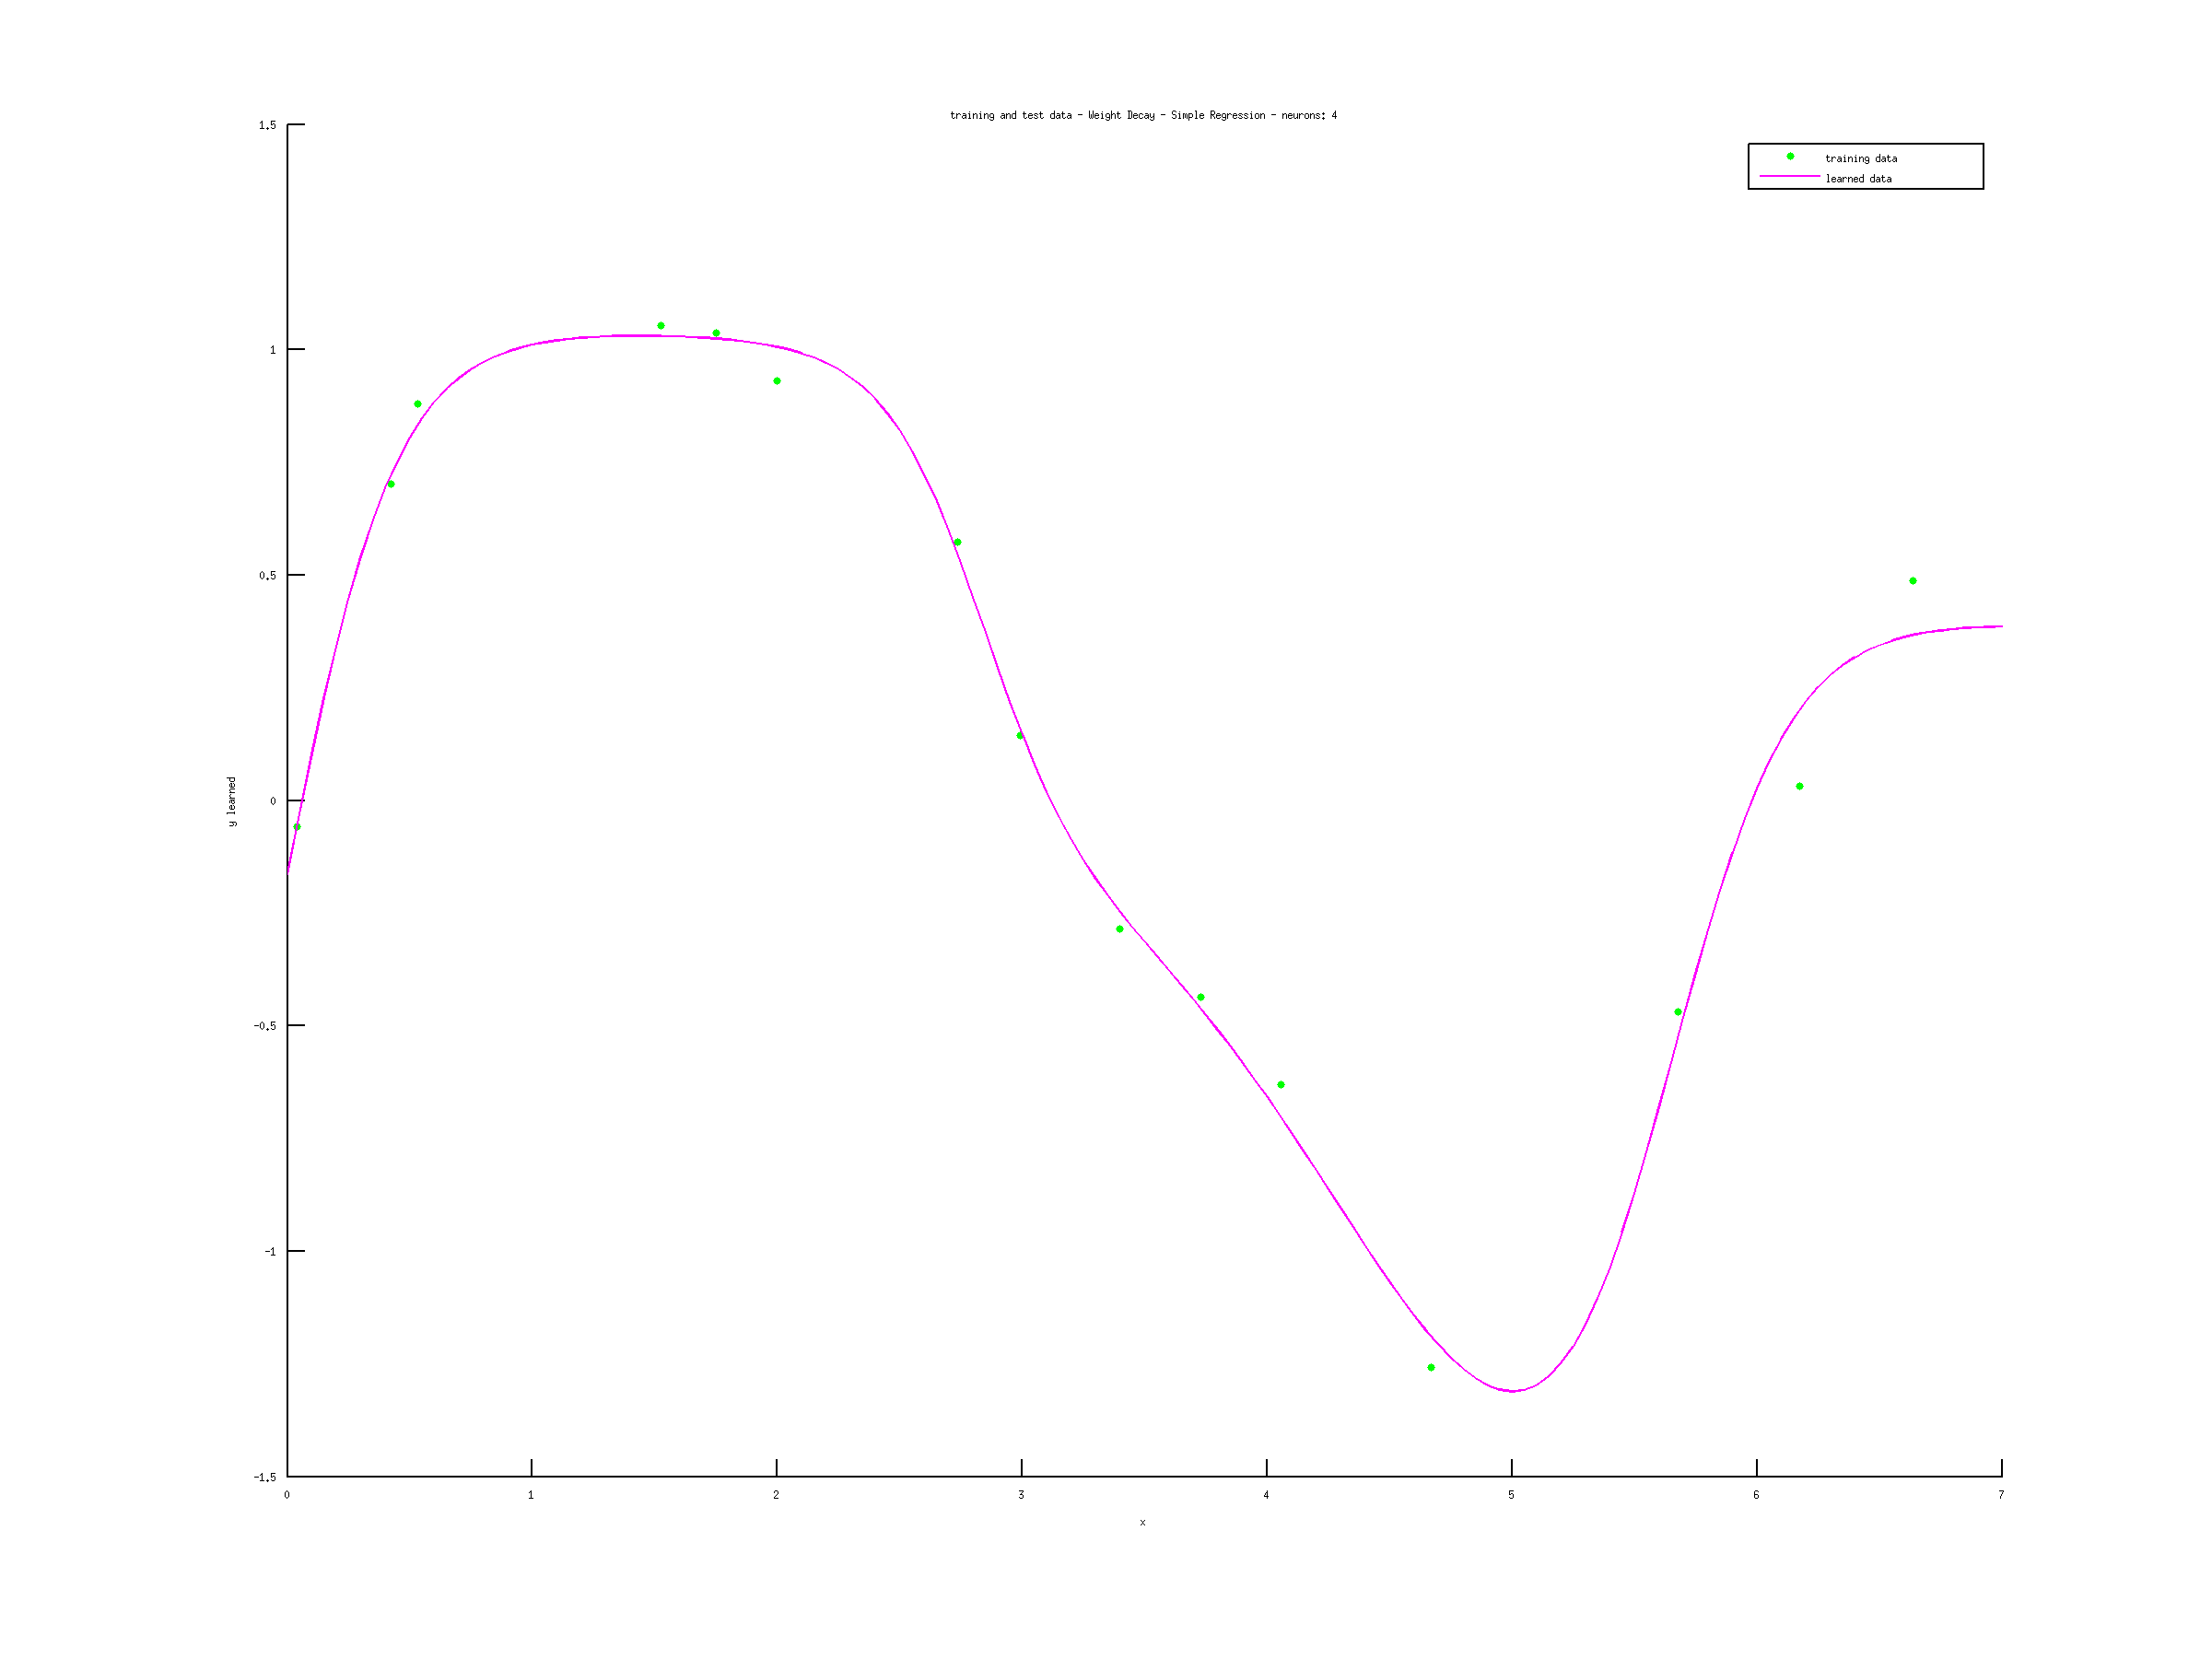 training and test data - Weight Decay - Simple Regression - neurons: 4
training data
learned data
1.5
1
0.5
0
-0.5
-1
-1.5
y learned
0 1 2 3 4 5 6 7
x